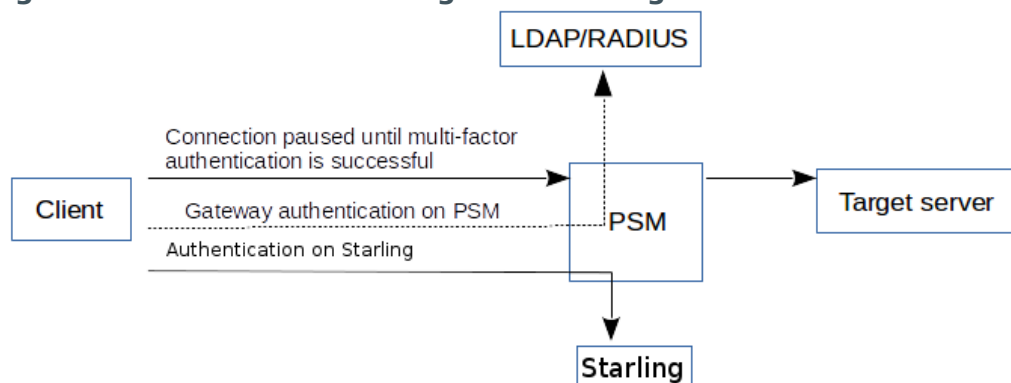 LDAP/RADIUS
Connection paused until multi-factor
authentication is successful
Client
Gateway authentication on PSM
PSM
Target server
Authentication on Starling
Starling